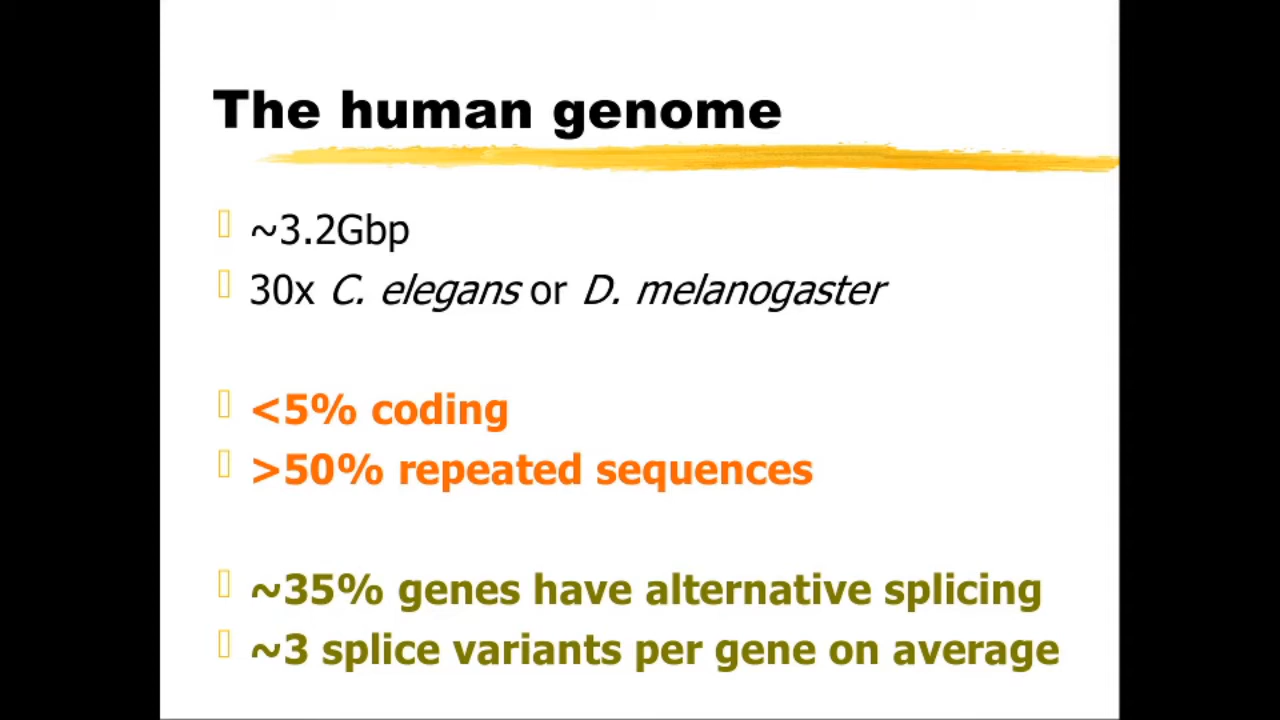 The human genome
~3.2Gbp
30x C. elegans or D. melanogaster
<5% coding
>50% repeated sequences
~35% genes have alternative splicing
~3 splice variants per gene on average